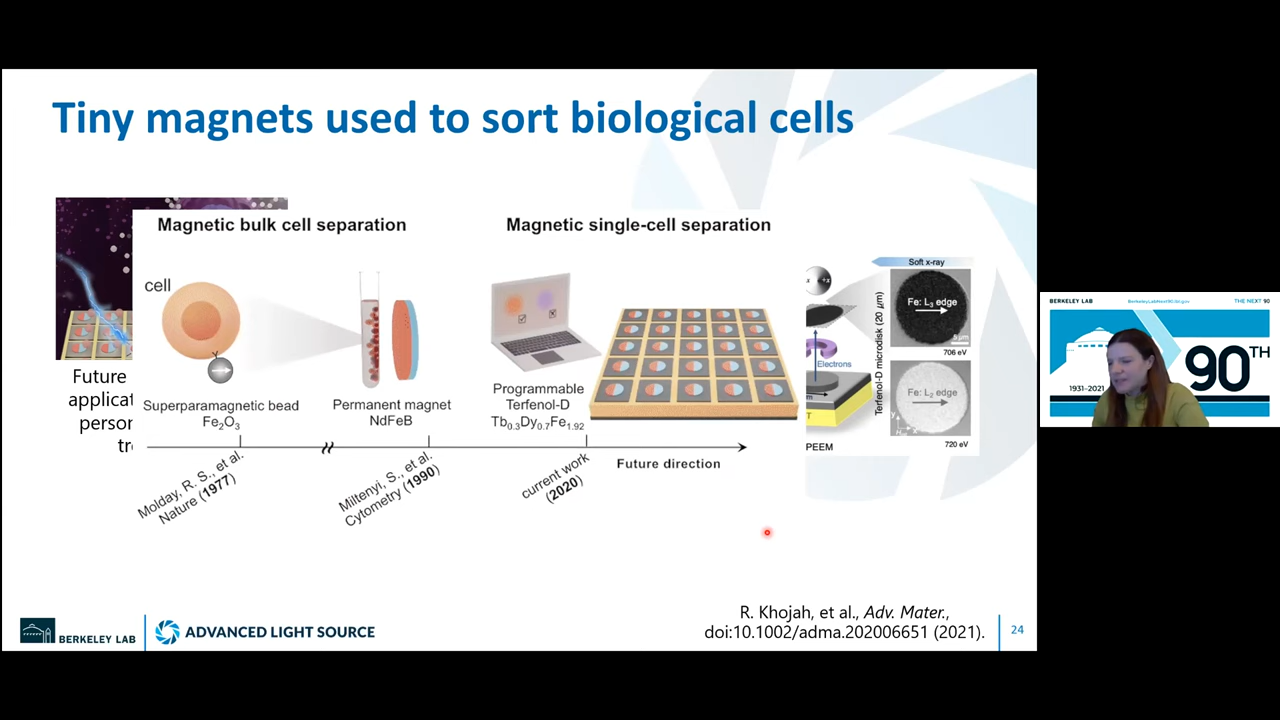 Tiny magnets used to sort biological cells
Magnetic bulk cell separation
Magnetic single-cell separation
cell
Superparamagnetic bead
Fe2O3
Permanent magnet
NdFeB
Programmable
Terfenol-D
Tb0.3Dy0.7Fe1.92
Future direction
Molday, R. S., et al.
Nature (1977)
Miltenyi, S., et al.
Cytometry (1990)
current work
(2020)
Future
applicat
person
tr
Soft x-ray
Fe: L3 edge
5 μm
706 eV
Fe: L2 edge
720 eV
Terfenol-D microdisk (20 μm)
Electrons
PEEM
R. Khojah, et al., Adv. Mater.,
doi:10.1002/adma.202006651 (2021).
BERKELEY LAB
ADVANCED LIGHT SOURCE
24
BERKELEY LAB
THE NEXT 90
1931–2021
90TH